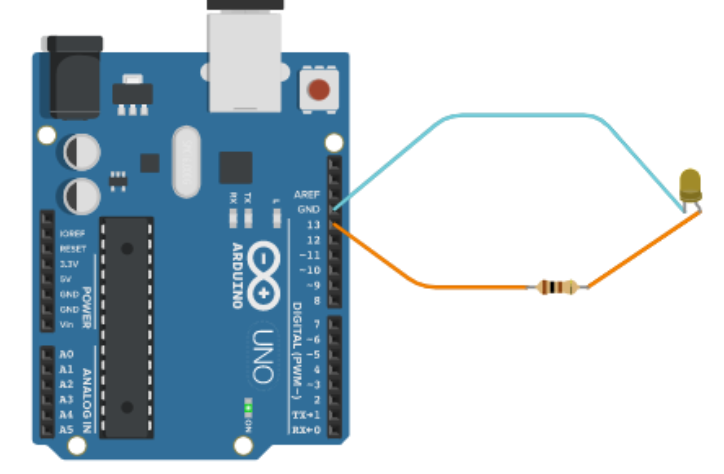 AREF
GND
13
12
~11
~10
~9
8
7
~6
~5
4
~3
2
TX→1
RX←0
DIGITAL (PWM~)
RX
TX
L
ARDUINO
UNO
ON
IOREF
RESET
3.3V
5V
GND
GND
Vin
POWER
A0
A1
A2
A3
A4
A5
ANALOG IN